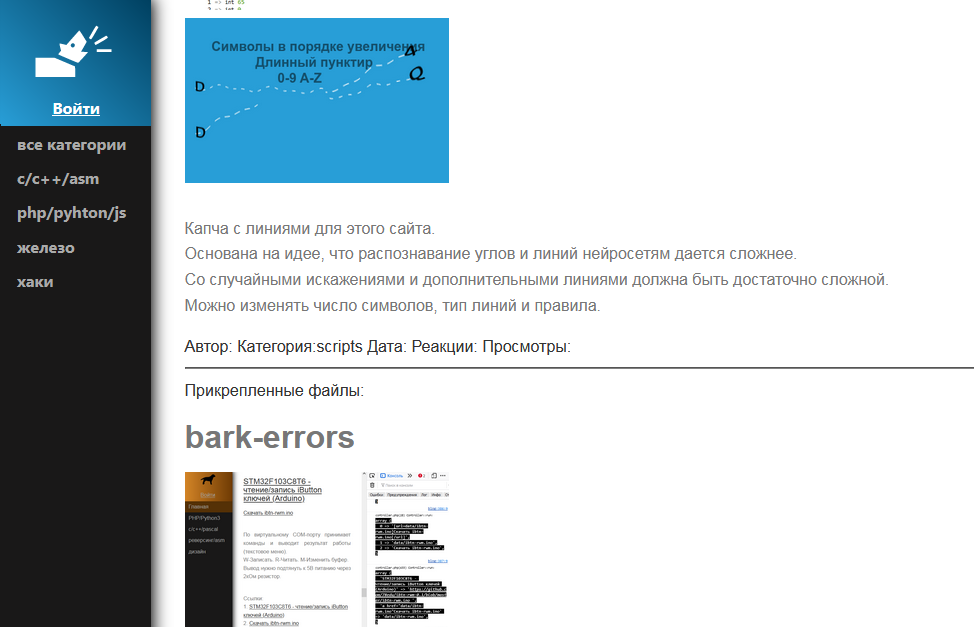 1 => int 65
Войти
все категории
c/c++/asm
php/pyhton/js
железо
хаки
Символы в порядке увеличения
Длинный пунктир
0-9 A-Z
D
A
Q
D
Капча с линиями для этого сайта.
Основана на идее, что распознавание углов и линий нейросетям дается сложнее.
Со случайными искажениями и дополнительными линиями должна быть достаточно сложной.
Можно изменять число символов, тип линий и правила.
Автор: Категория:scripts Дата: Реакции: Просмотры:
Прикрепленные файлы:
bark-errors
Войти
Главная
PHP/Python3
c/c++/pascal
реверсинг/asm
дизайн
STM32F103C8T6 -
чтение/запись iButton
ключей (Arduino)
Скачать ibtn-rwm.ino
По виртуальному COM-порту принимает
команды и выводит результат работы
(текстовое меню).
W-Записать, R-Читать, M-Изменить буфер
Вывод нужно подтянуть к 5В питанию через
2кОм резистор.
Ссылки
1 STM32F103C8T6 - чтение/запись iButton
ключей (Arduino)
2 Скачать ibtn-rwm.ino
Консоль